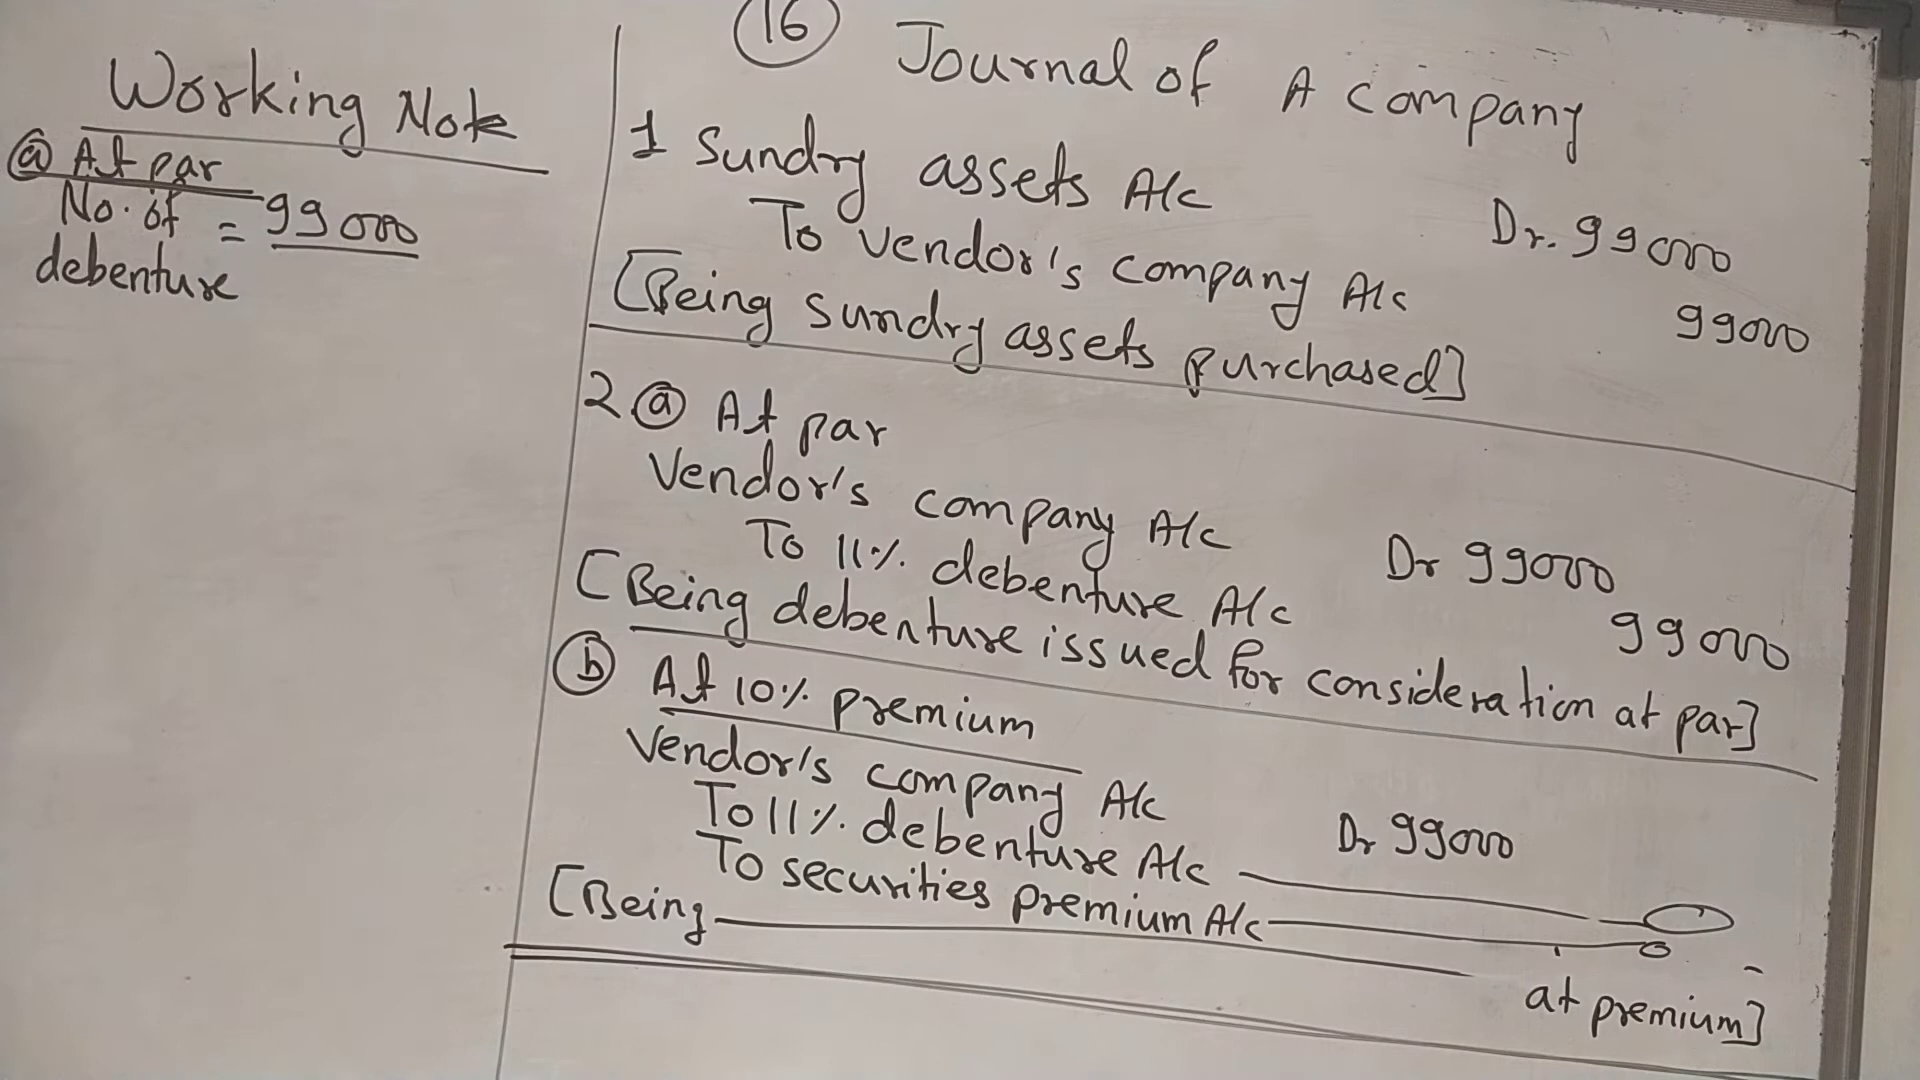 Working Note
ⓐ At par
No. of = 99000
debenture
16 Journal of A company
1 Sundry assets A/c Dr. 99000
To Vendor's company A/c 99000
[Being sundry assets purchased]
2 ⓐ At par
Vendor's company A/c Dr 99000
To 11% debenture A/c 99000
[Being debenture issued for consideration at par]
ⓑ At 10% premium
Vendor's company A/c Dr 99000
To 11% debenture A/c
To securities premium A/c
[Being at premium]